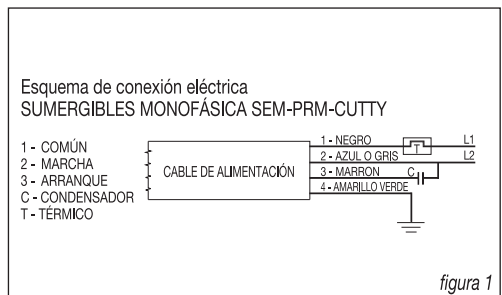 Esquema de conexión eléctrica
SUMERGIBLES MONOFÁSICA SEM-PRM-CUTTY
1 - COMÚN
2 - MARCHA
3 - ARRANQUE
C - CONDENSADOR
T - TÉRMICO
CABLE DE ALIMENTACIÓN
1 - NEGRO
2 - AZUL O GRIS
3 - MARRON
4 - AMARILLO VERDE
T
C
L1
L2
figura 1